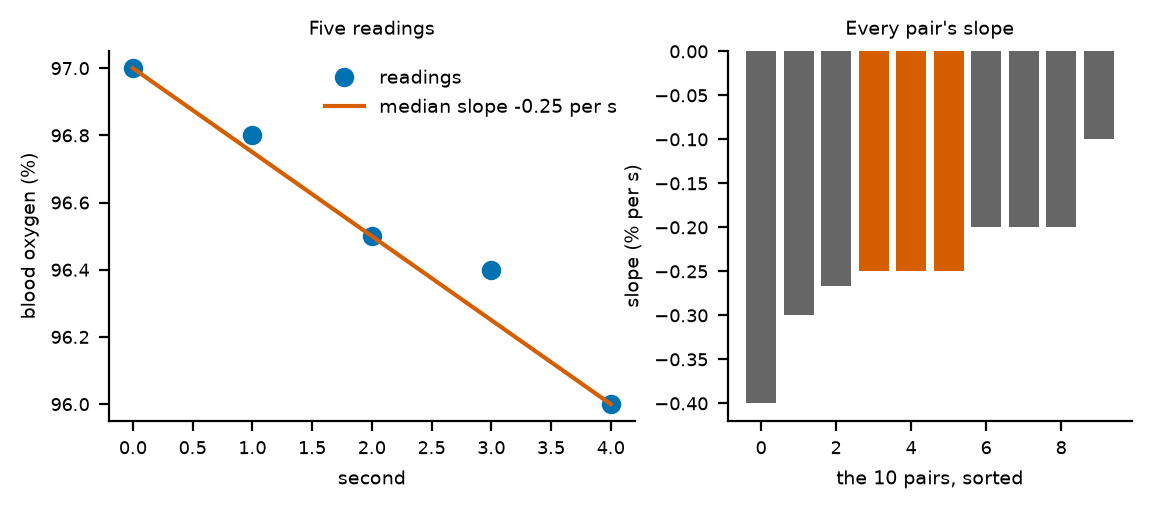 Five readings
readings
median slope -0.25 per s
blood oxygen (%)
97.0
96.8
96.6
96.4
96.2
96.0
0.0 0.5 1.0 1.5 2.0 2.5 3.0 3.5 4.0
second
Every pair's slope
slope (% per s)
0.00
−0.05
−0.10
−0.15
−0.20
−0.25
−0.30
−0.35
−0.40
0 2 4 6 8
the 10 pairs, sorted